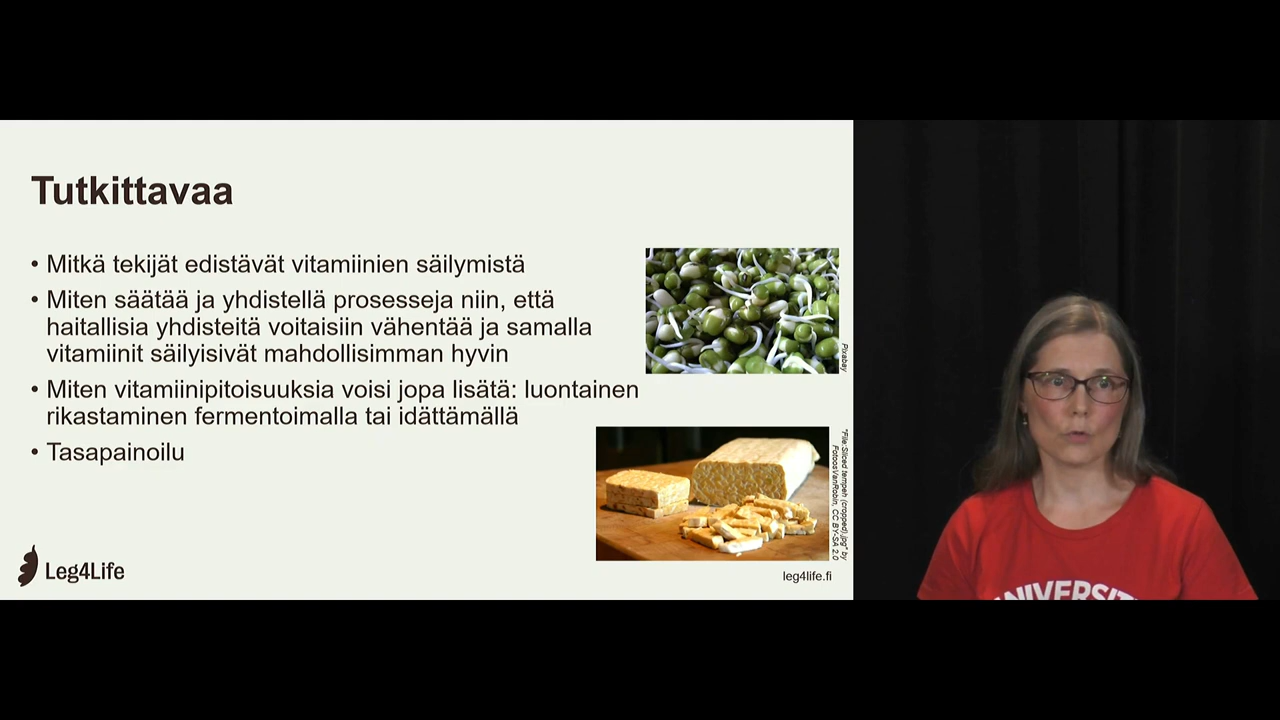 Tutkittavaa
• Mitkä tekijät edistävät vitamiinien säilymistä
• Miten säätää ja yhdistellä prosesseja niin, että
haitallisia yhdisteitä voitaisiin vähentää ja samalla
vitamiinit säilyisivät mahdollisimman hyvin
• Miten vitamiinipitoisuuksia voisi jopa lisätä: luontainen
rikastaminen fermentoimalla tai idättämällä
• Tasapainoilu
Pixabay
"File:Sliced tempeh (cropped).jpg" by
FotoosVanRobin, CC BY-SA 2.0
Leg4Life
leg4life.fi